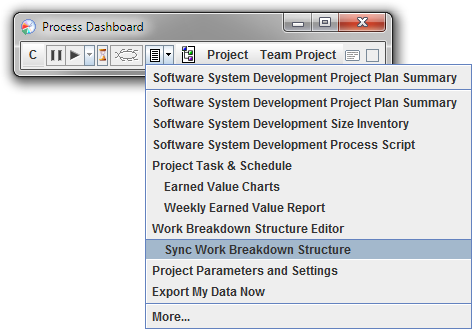 Process Dashboard
C Project Team Project
Software System Development Project Plan Summary
Software System Development Project Plan Summary
Software System Development Size Inventory
Software System Development Process Script
Project Task & Schedule
Earned Value Charts
Weekly Earned Value Report
Work Breakdown Structure Editor
Sync Work Breakdown Structure
Project Parameters and Settings
Export My Data Now
More...